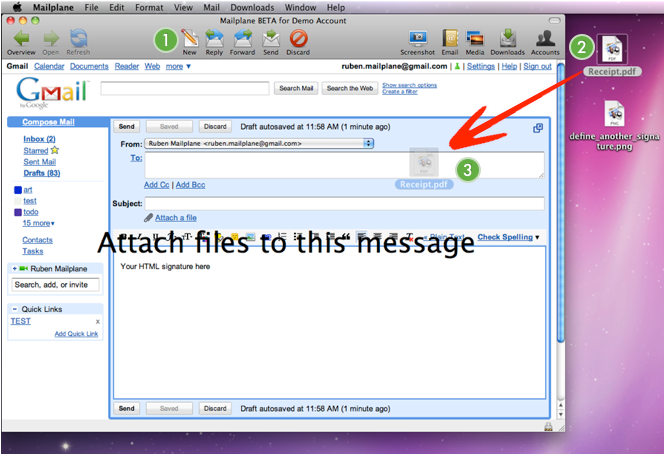 Mailplane File Edit Format View Mail Downloads Window Help
Mailplane BETA for Demo Account
Overview Open Refresh 1 New Reply Forward Send Discard Screenshot Email Media Downloads Accounts
2
PDF
Receipt.pdf
Gmail Calendar Documents Reader Web more ▼ ruben.mailplane@gmail.com | Settings | Help | Sign out
Gmail
by Google
Search Mail Search the Web Show search options
Create a filter
PNG
define_another_signa
ture.png
Compose Mail
Inbox (2)
Starred
Sent Mail
Drafts (83)
art
test
todo
15 more▼
Contacts
Tasks
+ Ruben Mailplane
Search, add, or invite
− Quick Links
TEST x
Add Quick Link
Send Saved Discard Draft autosaved at 11:58 AM (1 minute ago)
From: Ruben Mailplane <ruben.mailplane@gmail.com>
To:
3
Receipt.pdf
Add Cc | Add Bcc
Subject:
Attach a file
Attach files to this message
« Plain Text Check Spelling ▼
Your HTML signature here
Send Saved Discard Draft autosaved at 11:58 AM (1 minute ago)